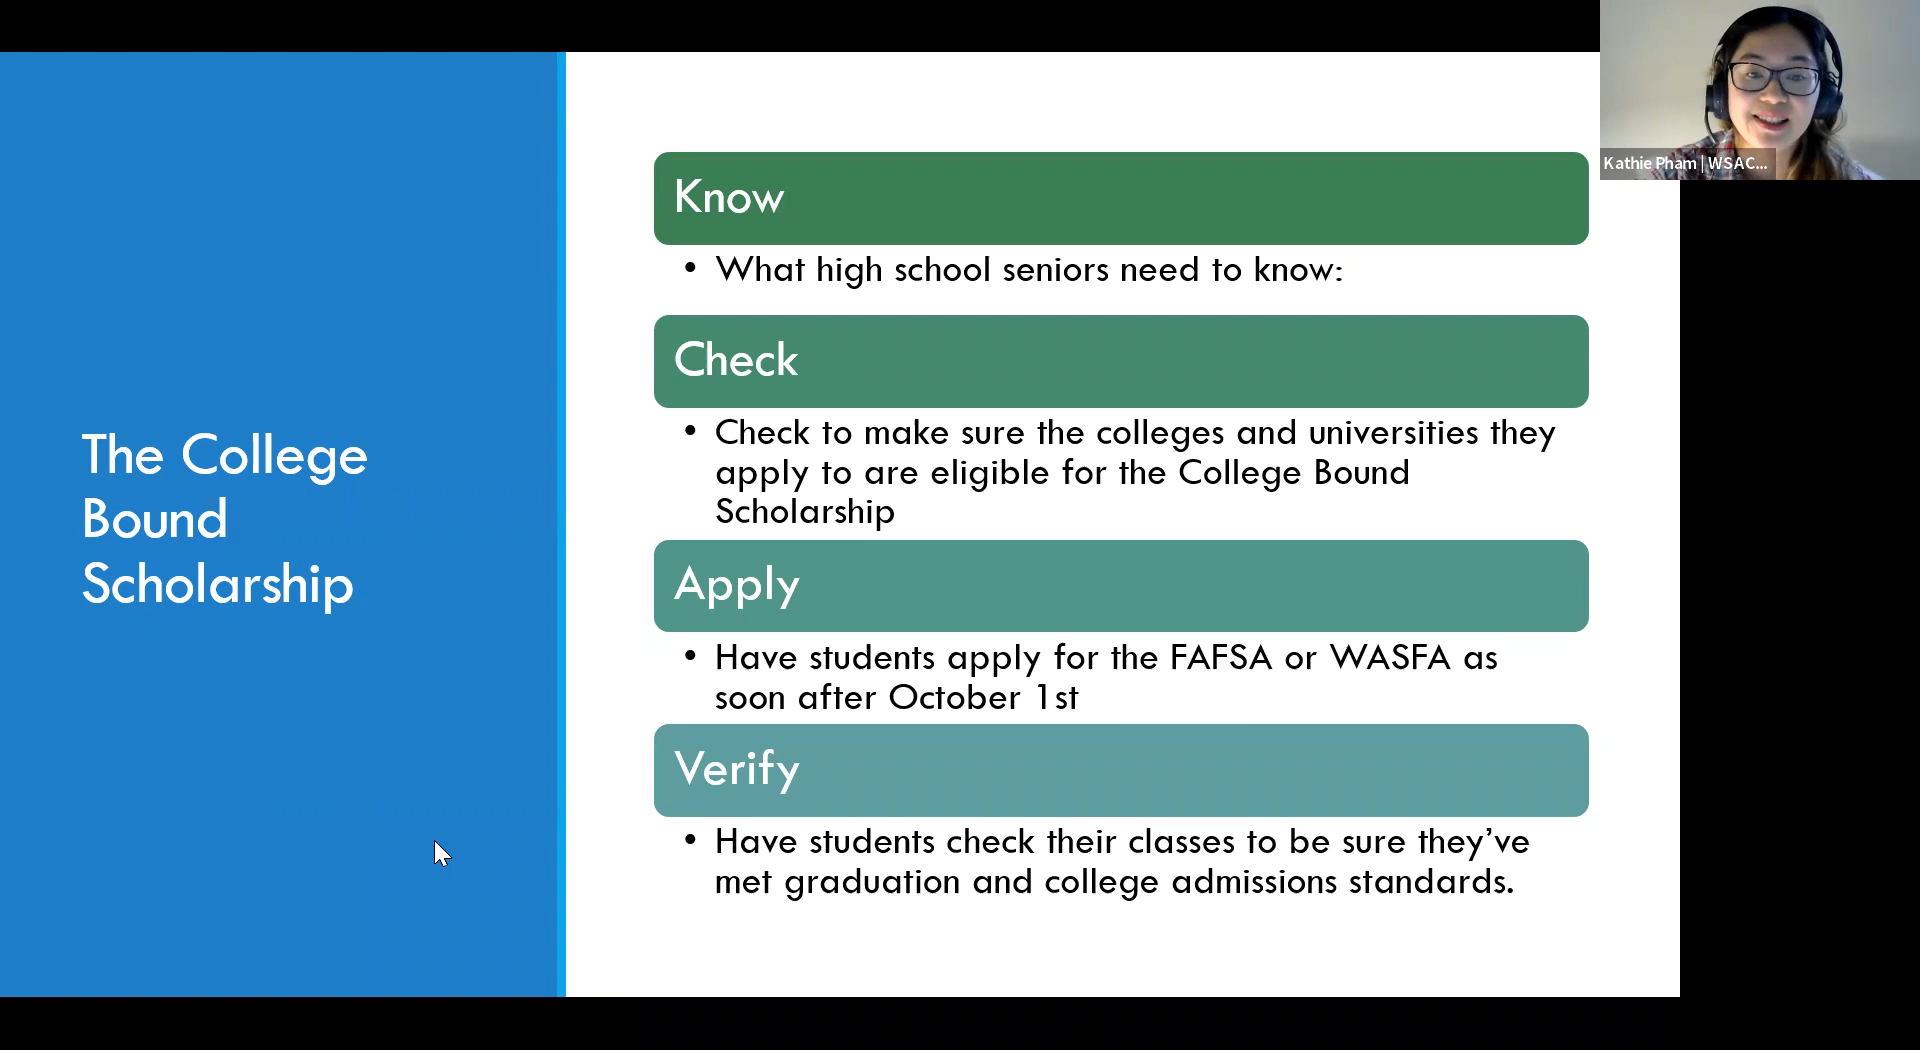 The College
Bound
Scholarship
Know
• What high school seniors need to know:
Check
• Check to make sure the colleges and universities they
apply to are eligible for the College Bound
Scholarship
Apply
• Have students apply for the FAFSA or WASFA as
soon after October 1st
Verify
• Have students check their classes to be sure they’ve
met graduation and college admissions standards.
Kathie Pham | WSAC...